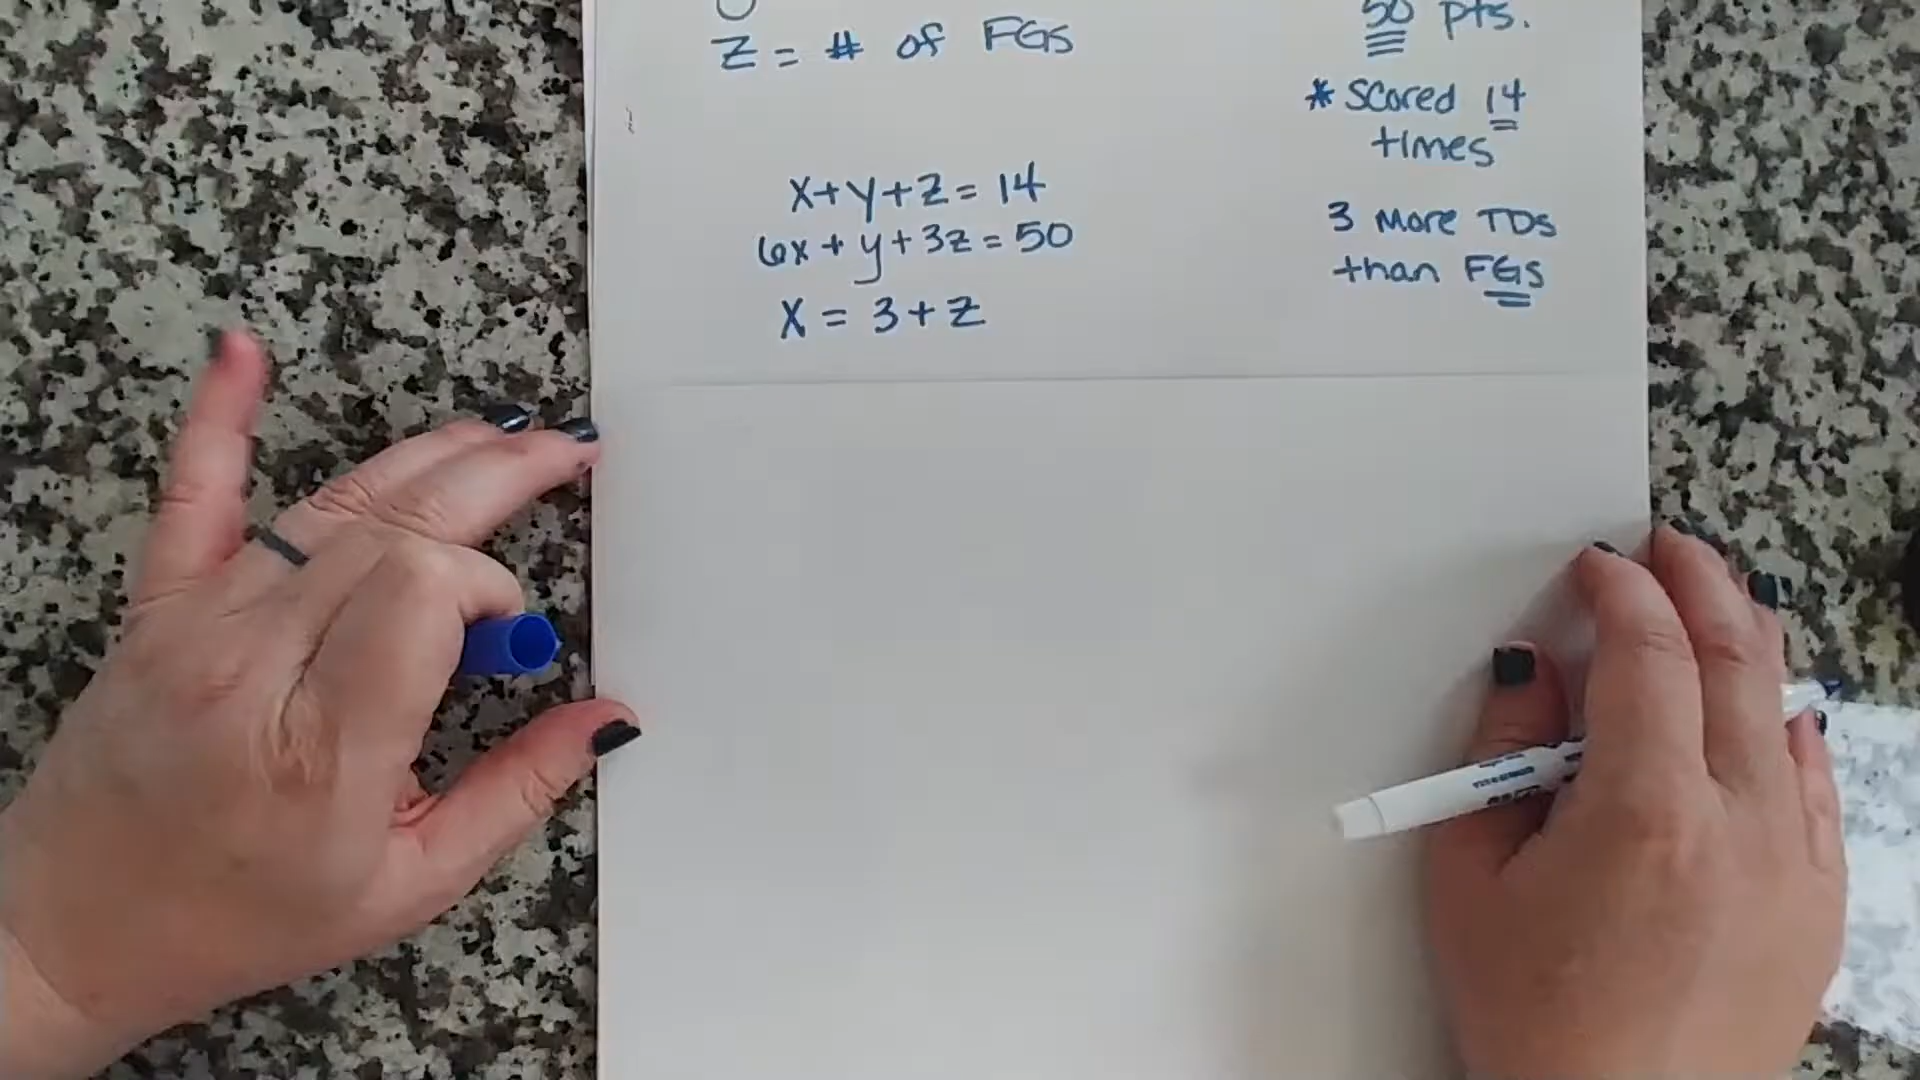 z = # of FGs
50 pts.
* Scored 14
times
x+y+z = 14
6x + y + 3z = 50
x = 3 + z
3 more TDs
than FGs